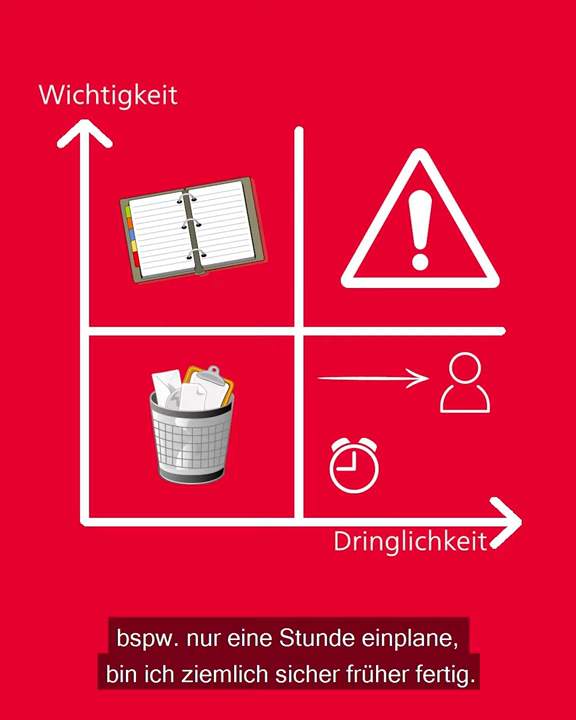 Wichtigkeit
Dringlichkeit
bspw. nur eine Stunde einplane,
bin ich ziemlich sicher früher fertig.